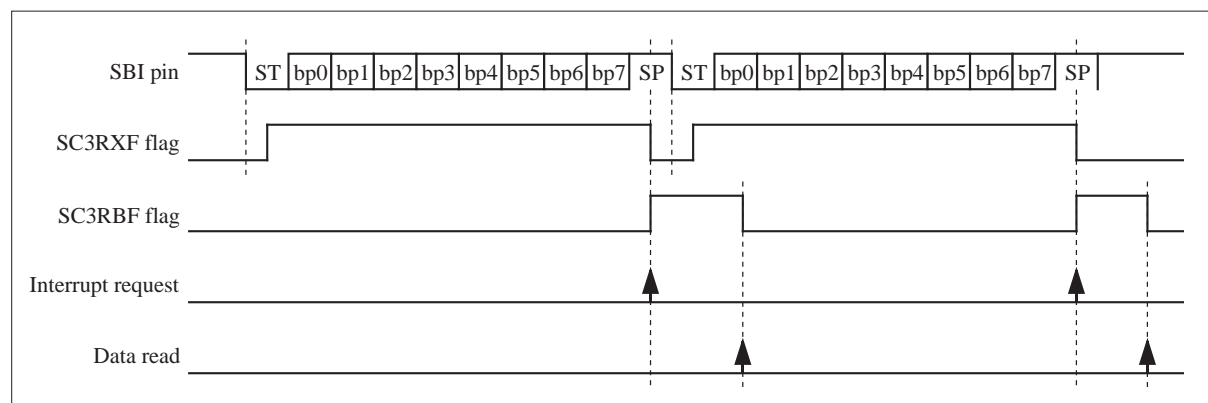 SBI pin ST bp0 bp1 bp2 bp3 bp4 bp5 bp6 bp7 SP ST bp0 bp1 bp2 bp3 bp4 bp5 bp6 bp7 SP
SC3RXF flag
SC3RBF flag
Interrupt request
Data read